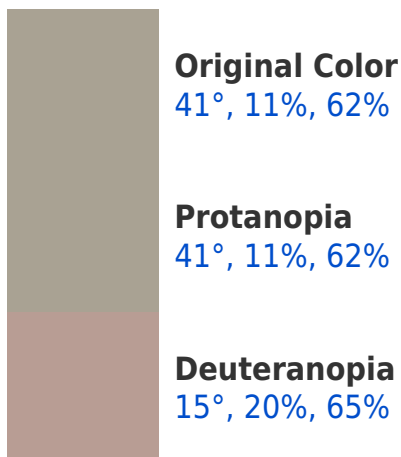 Original Color
41°, 11%, 62%
Protanopia
41°, 11%, 62%
Deuteranopia
15°, 20%, 65%